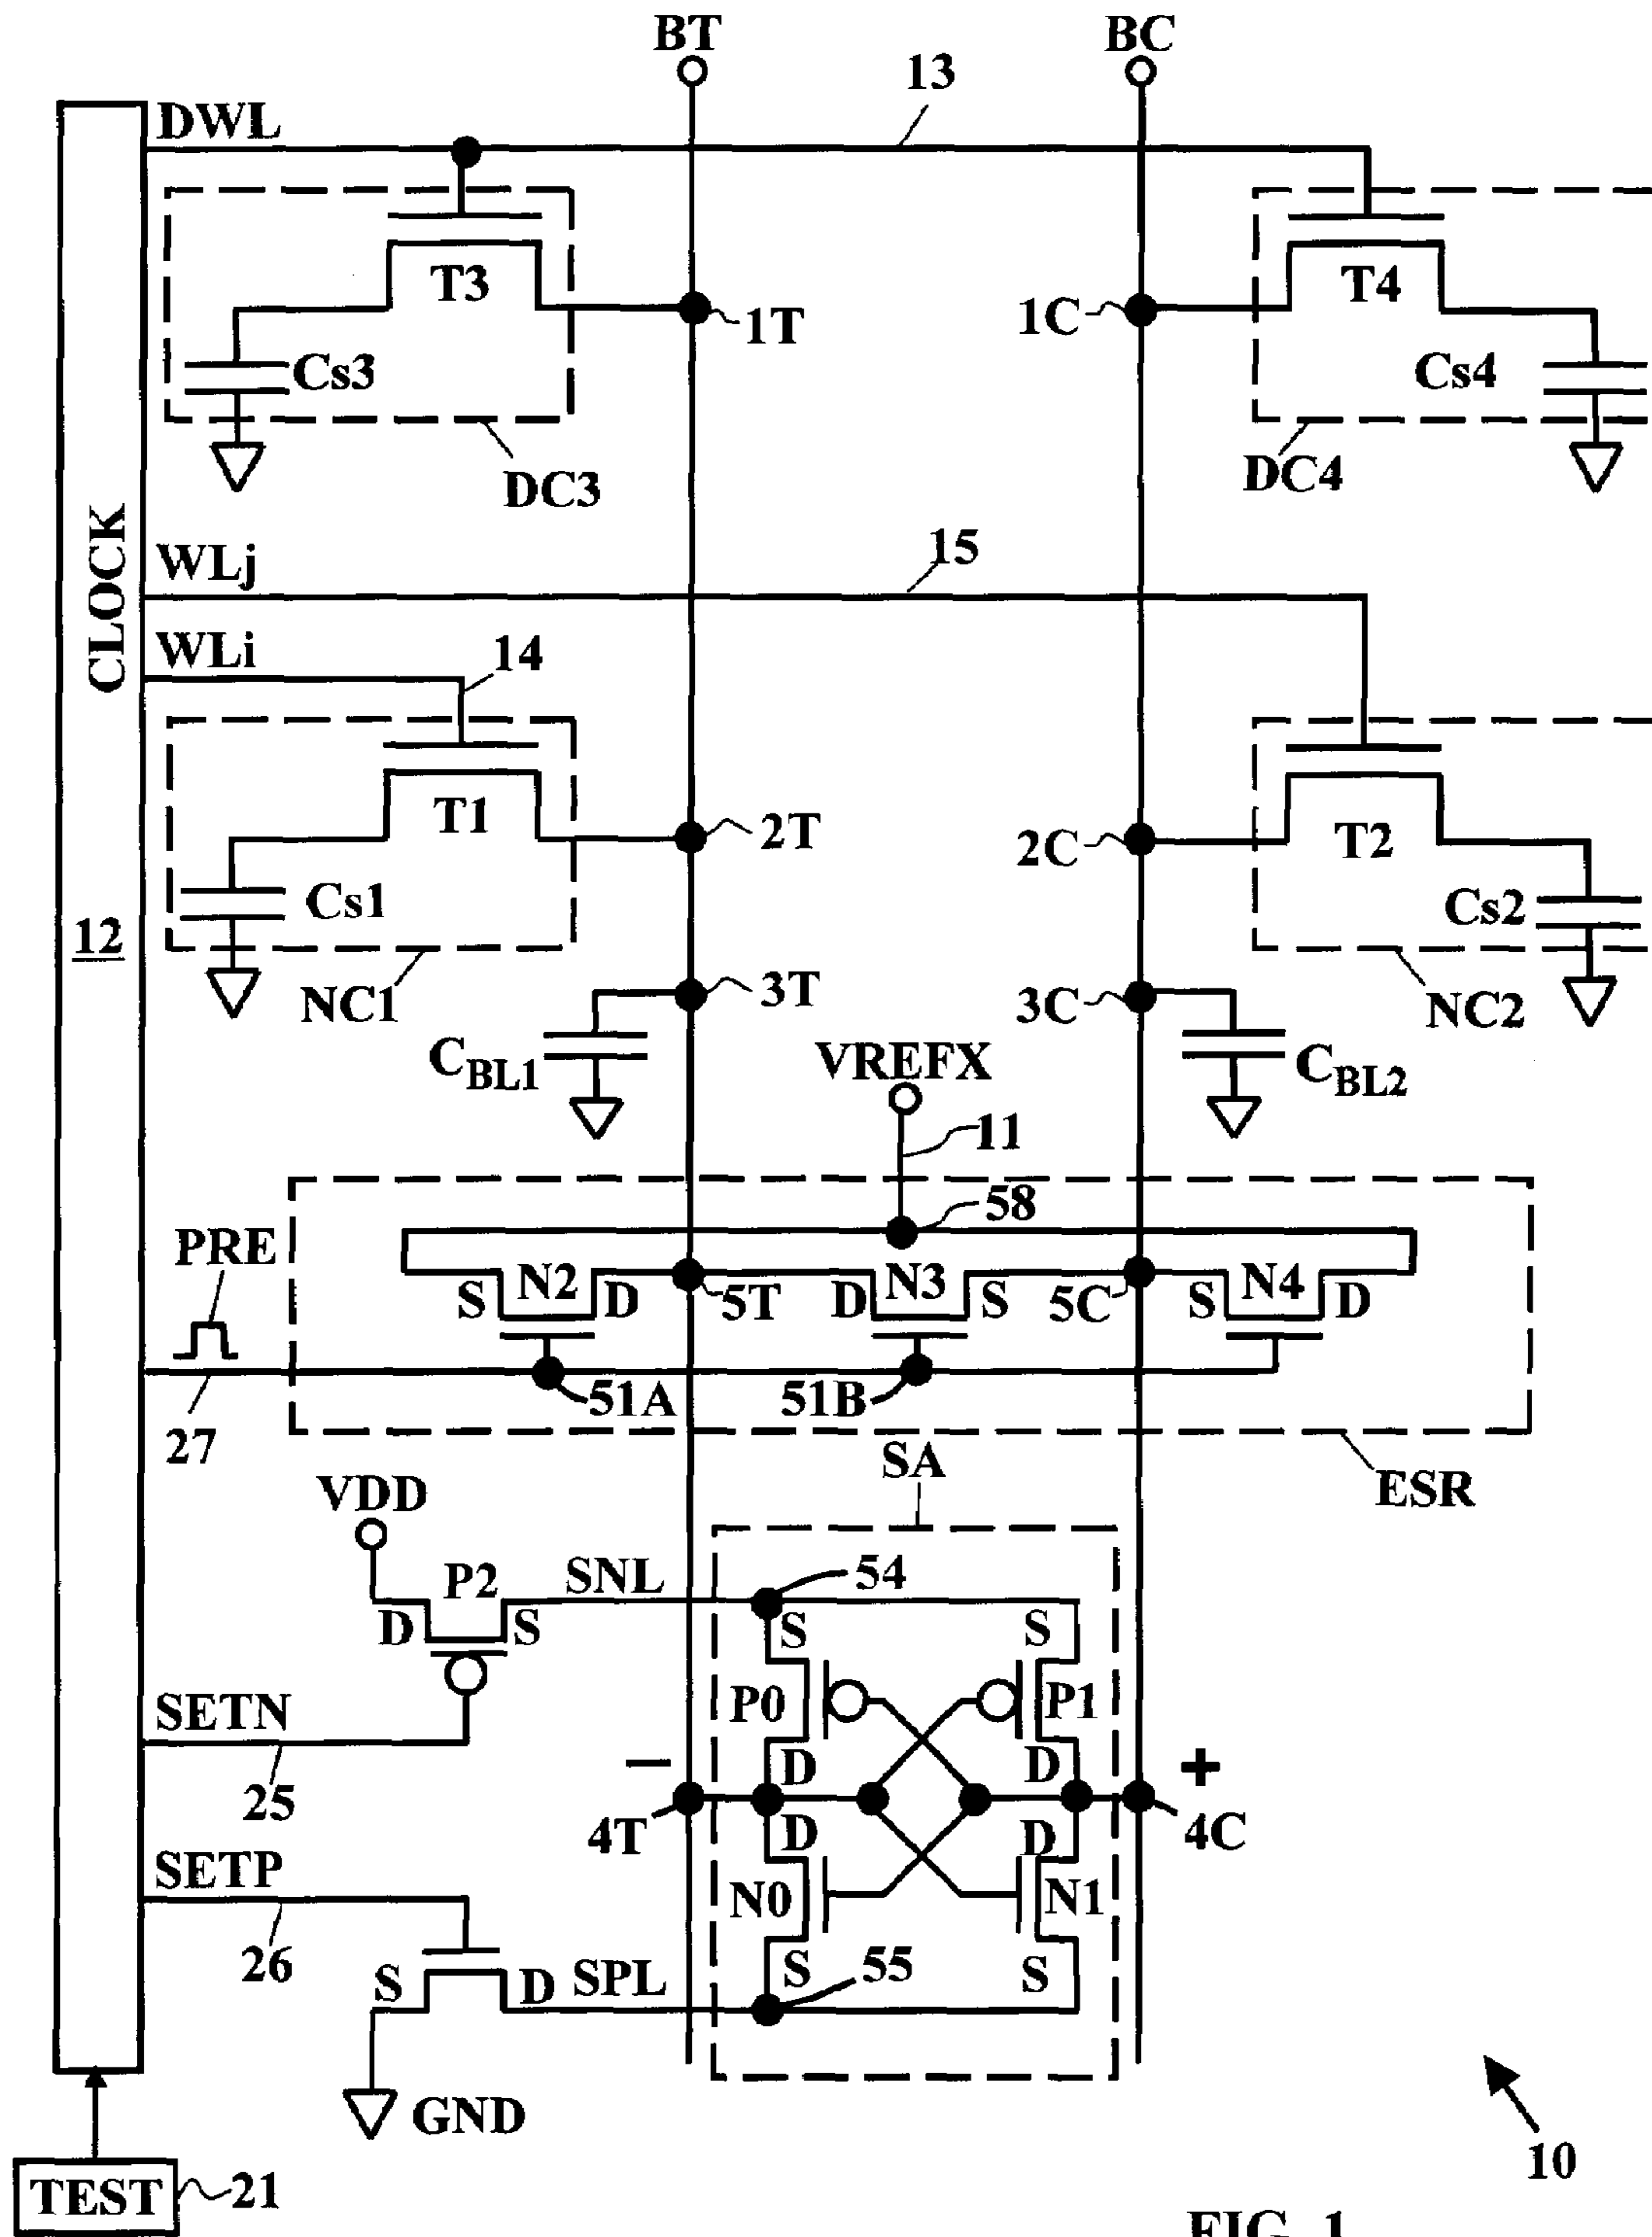 BT
BC
13
DWL
T3
T4
1T
1C
Cs3
Cs4
DC3
DC4
CLOCK
WLj
15
WLi
14
T1
2T
2C
T2
Cs1
Cs2
12
NC1
3T
3C
NC2
CBL1
VREFX
CBL2
11
58
PRE
S N2 D
5T
D N3 S
5C
S N4 D
51A
51B
27
SA
ESR
VDD
P2
SNL
54
D S
S S
P0 P1
SETN
D D
− +
25
4T
D D
4C
SETP
N0 N1
26
S D
SPL
S S
55
GND
10
TEST
21
FIG. 1